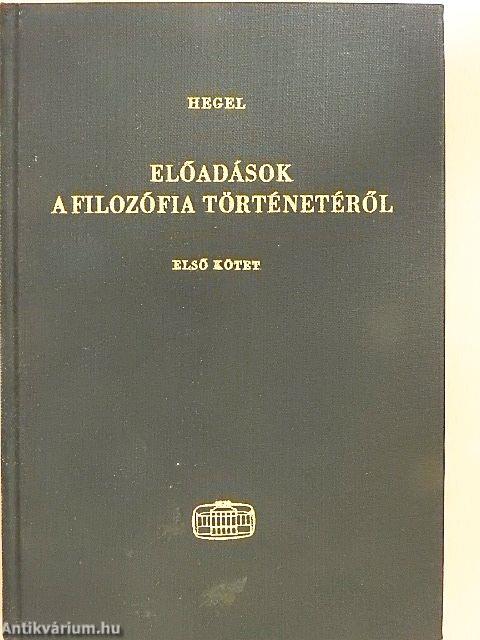 HEGEL
ELŐADÁSOK
A FILOZÓFIA TÖRTÉNETÉRŐL
ELSŐ KÖTET
Antikvárium.hu